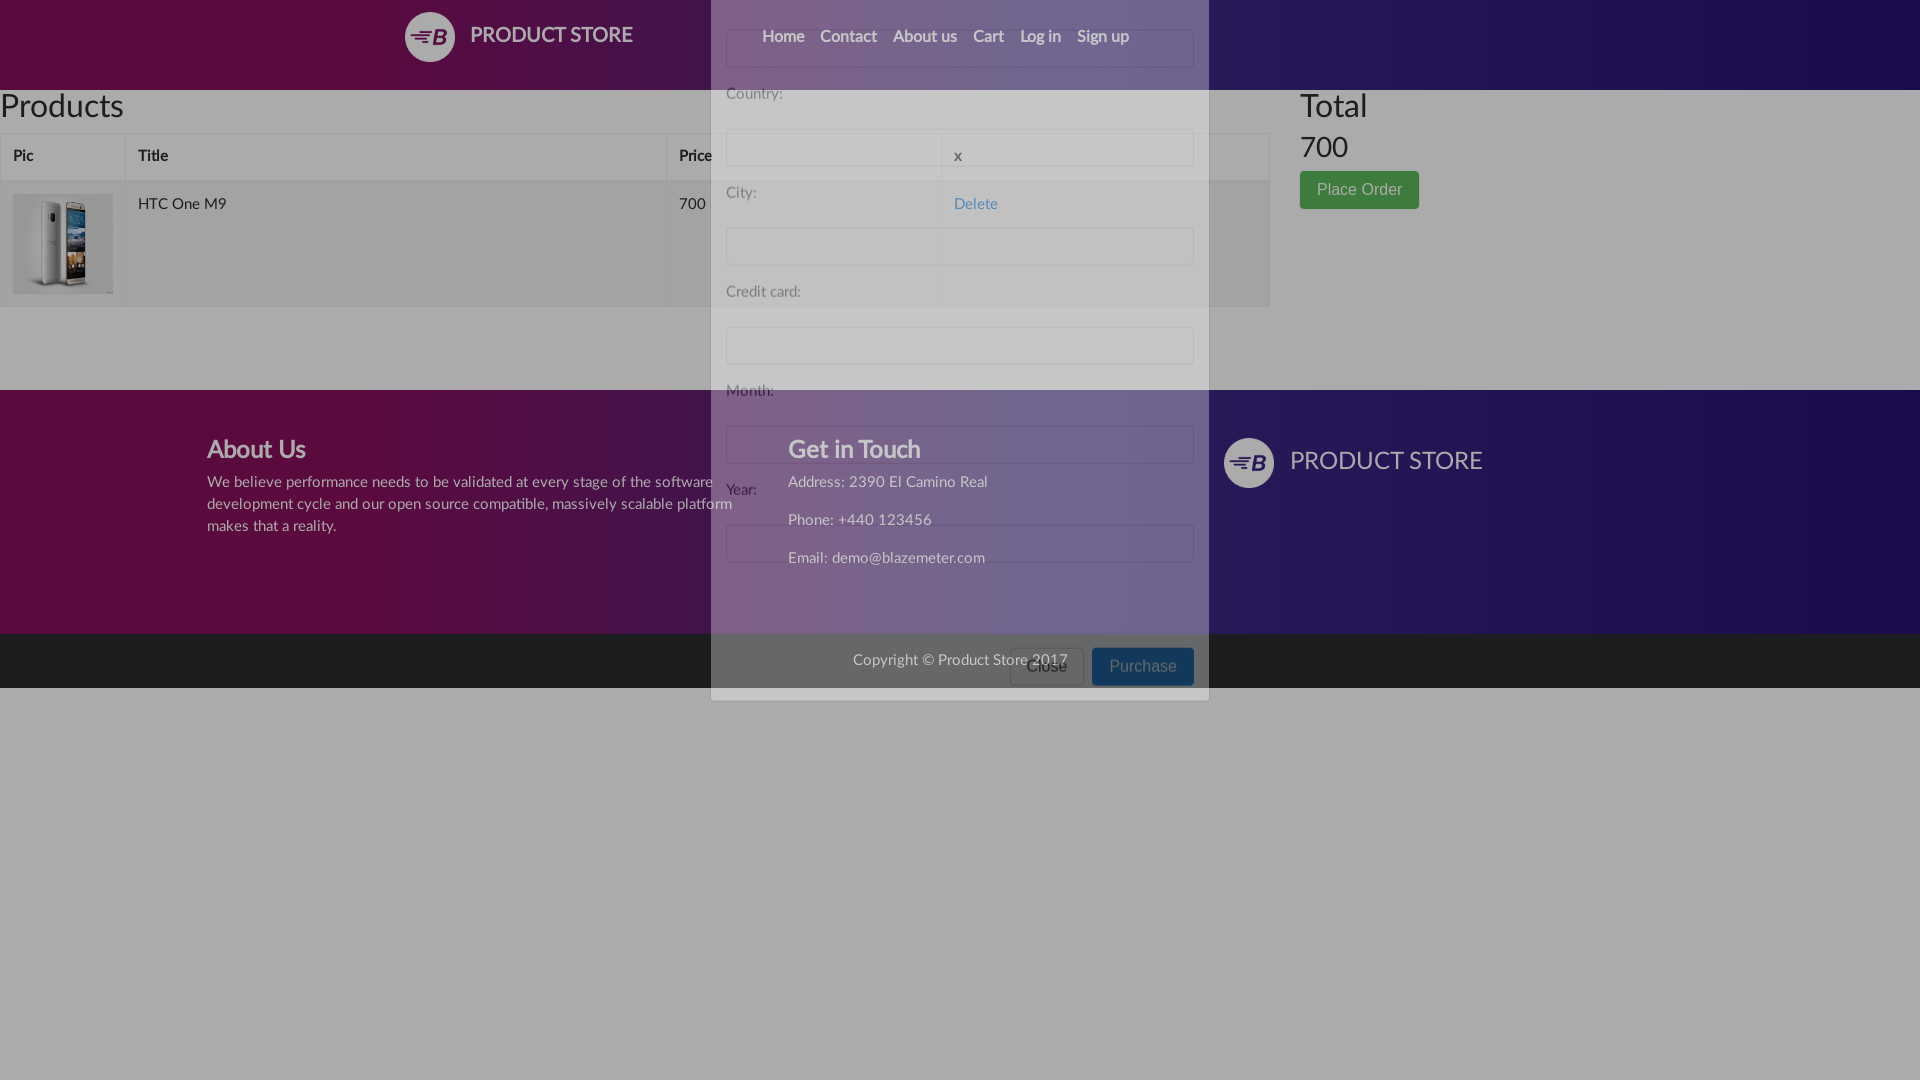 PRODUCT STORE
Home Contact About us Cart Log in Sign up
Country:
Products
Total
Pic Title Price x
700
HTC One M9 700 Delete
Place Order
City:
Credit card:
Month:
About Us
We believe performance needs to be validated at every stage of the software
development cycle and our open source compatible, massively scalable platform
makes that a reality.
Get in Touch
Address: 2390 El Camino Real
Phone: +440 123456
Email: demo@blazemeter.com
PRODUCT STORE
Year:
Copyright © Product Store 2017
Close Purchase